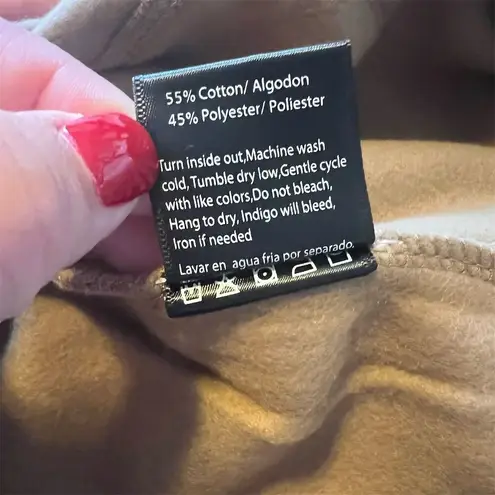 55% Cotton/ Algodon
45% Polyester/ Poliester
Turn inside out,Machine wash
cold,Tumble dry low,Gentle cycle
with like colors,Do not bleach,
Hang to dry, Indigo will bleed,
Iron if needed
Lavar en agua fria por separado.